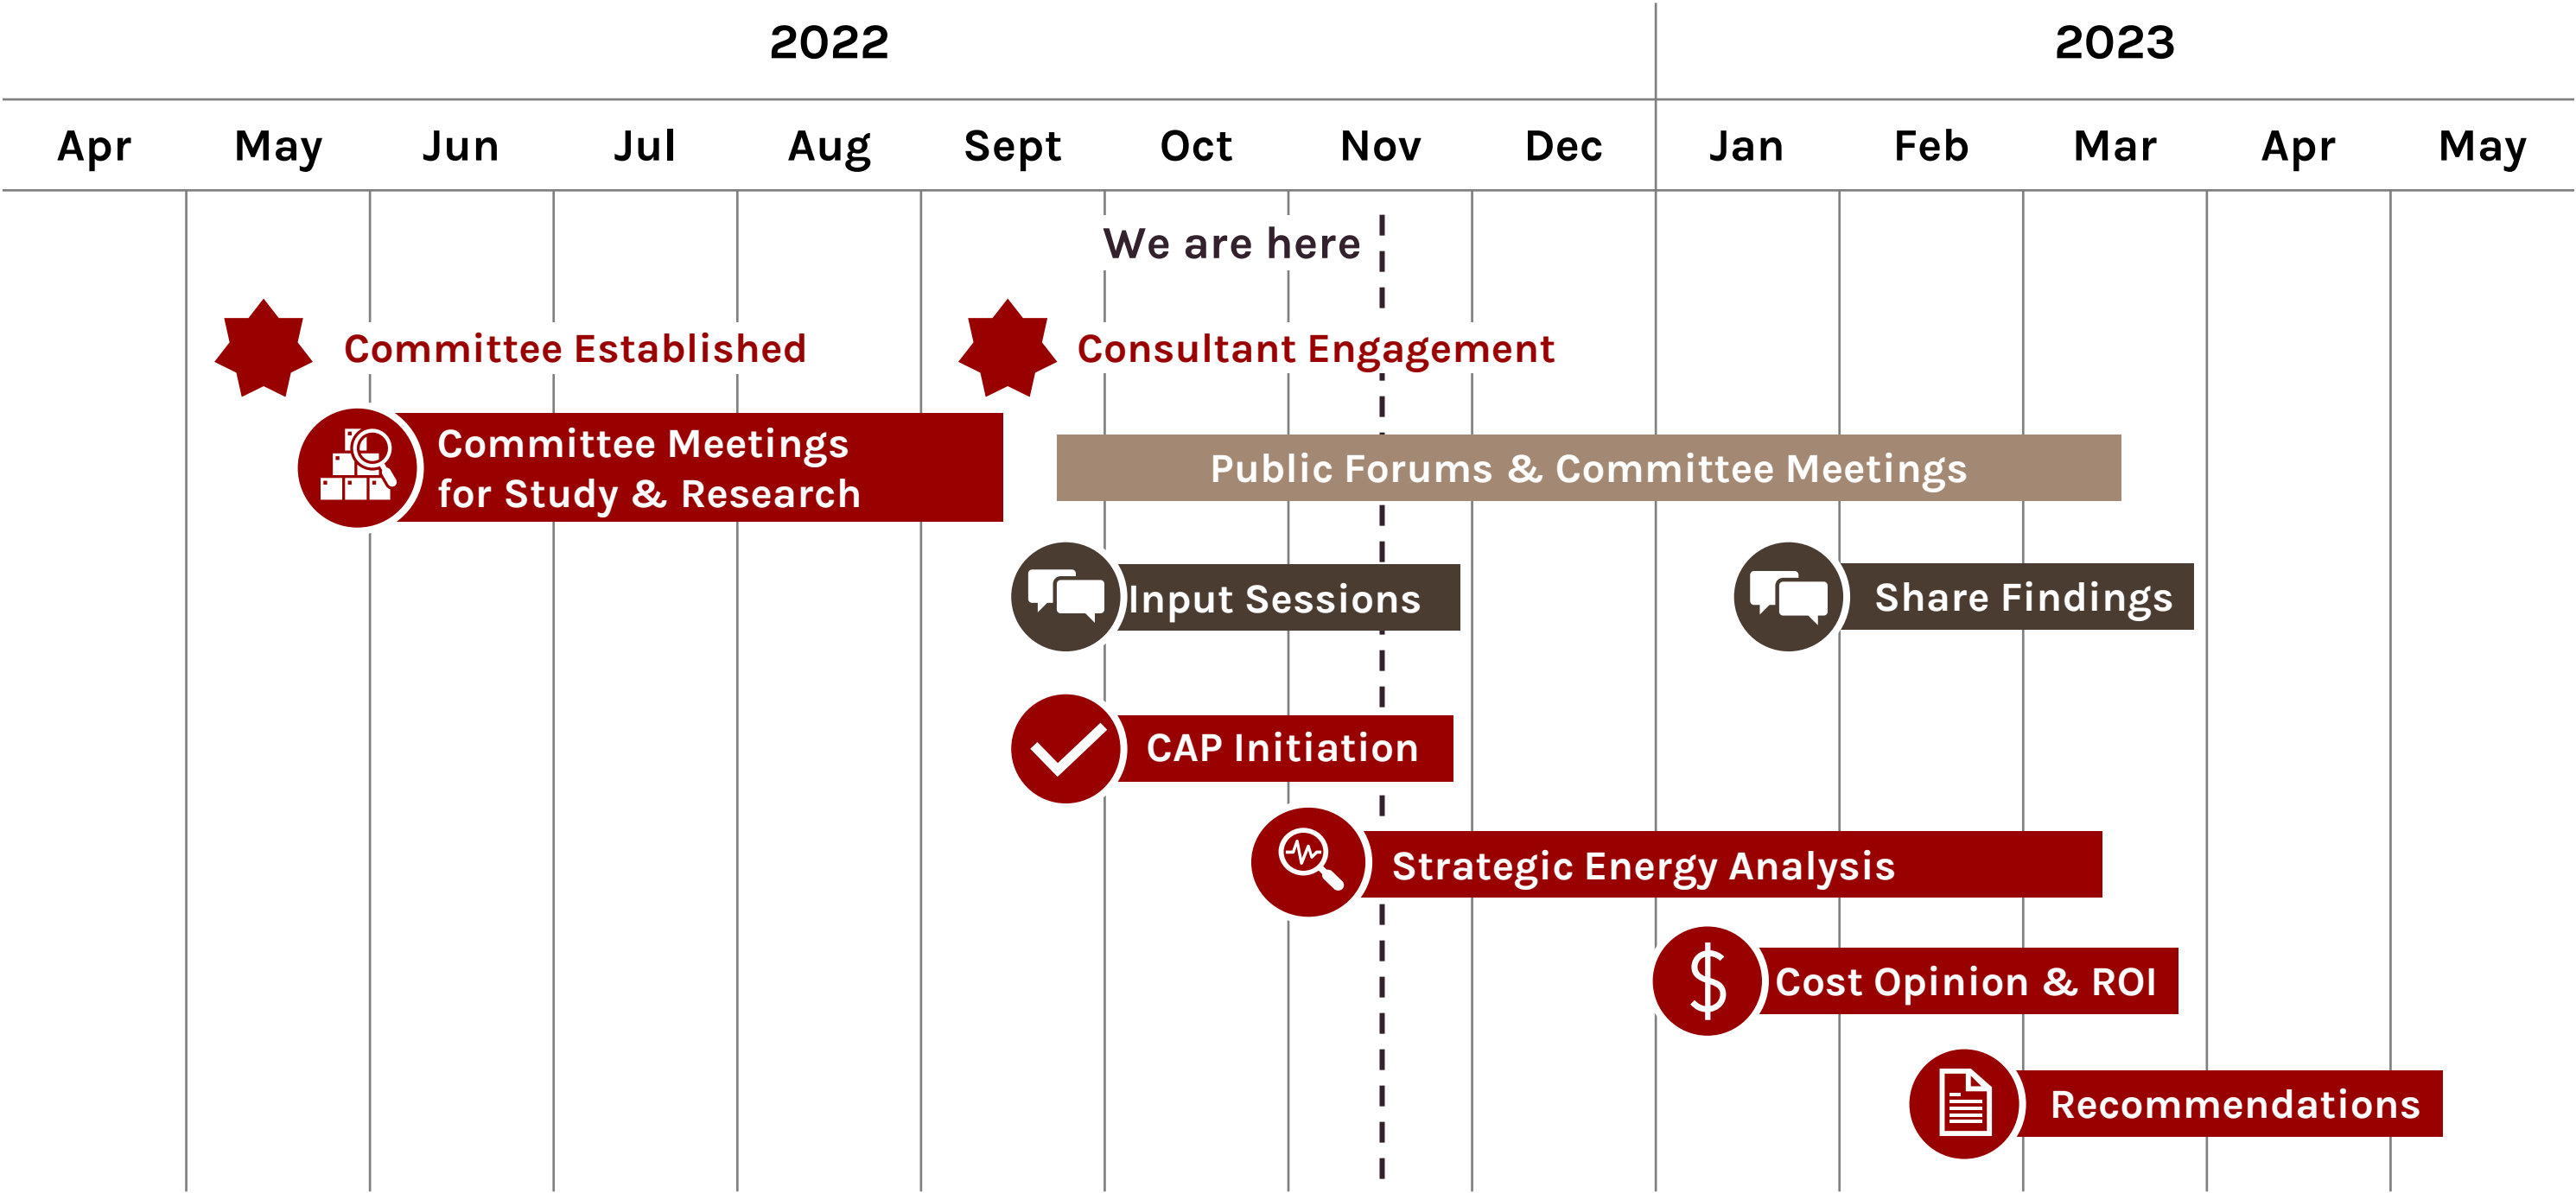 2022 2023
Apr May Jun Jul Aug Sept Oct Nov Dec Jan Feb Mar Apr May
We are here
Committee Established
Consultant Engagement
Committee Meetings
for Study & Research
Public Forums & Committee Meetings
Input Sessions
Share Findings
CAP Initiation
Strategic Energy Analysis
$
Cost Opinion & ROI
Recommendations